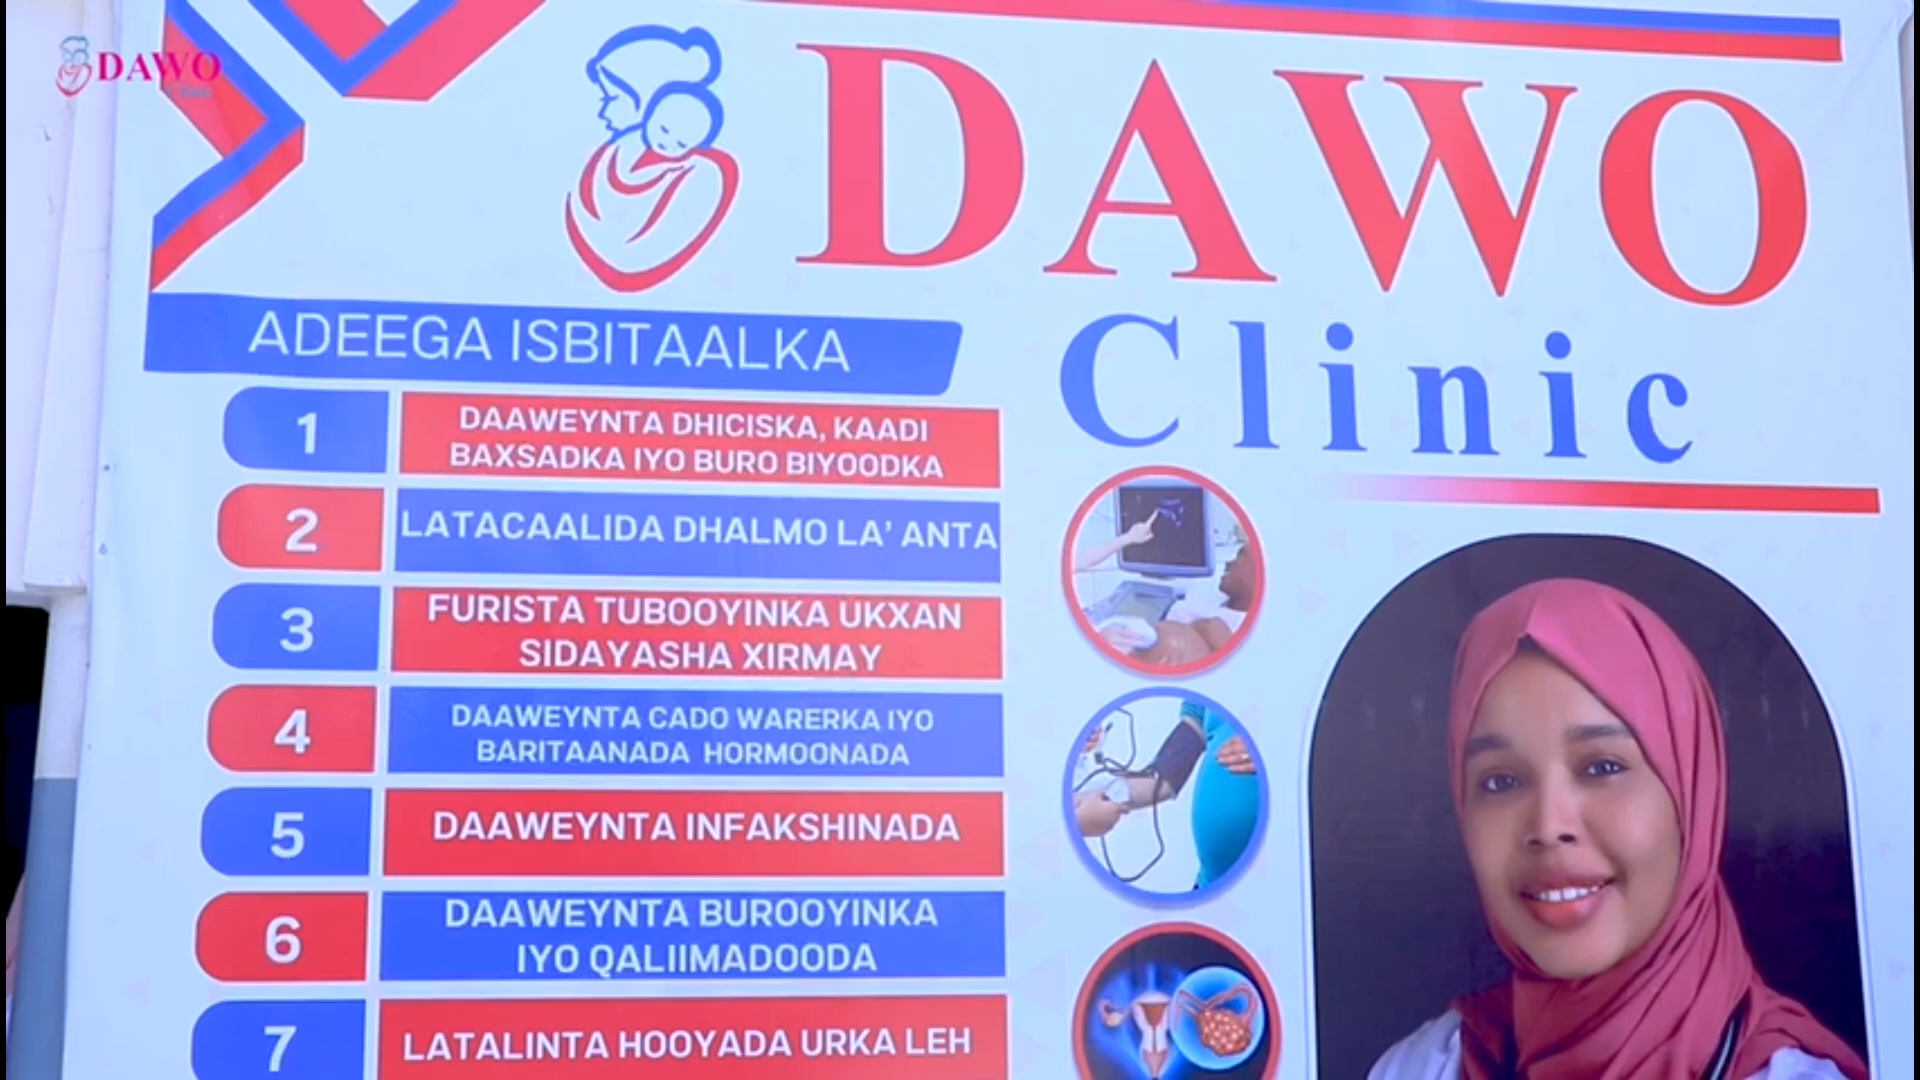 DAWO
DAWO
Clinic
ADEEGA ISBITAALKA
1
DAAWEYNTA DHICISKA, KAADI
BAXSADKA IYO BURO BIYOODKA
2
LATACAALIDA DHALMO LA' ANTA
3
FURISTA TUBOOYINKA UKXAN
SIDAYASHA XIRMAY
4
DAAWEYNTA CADO WARERKA IYO
BARITAANADA HORMOONADA
5
DAAWEYNTA INFAKSHINADA
6
DAAWEYNTA BUROOYINKA
IYO QALIIMADOODA
7
LATALINTA HOOYADA URKA LEH